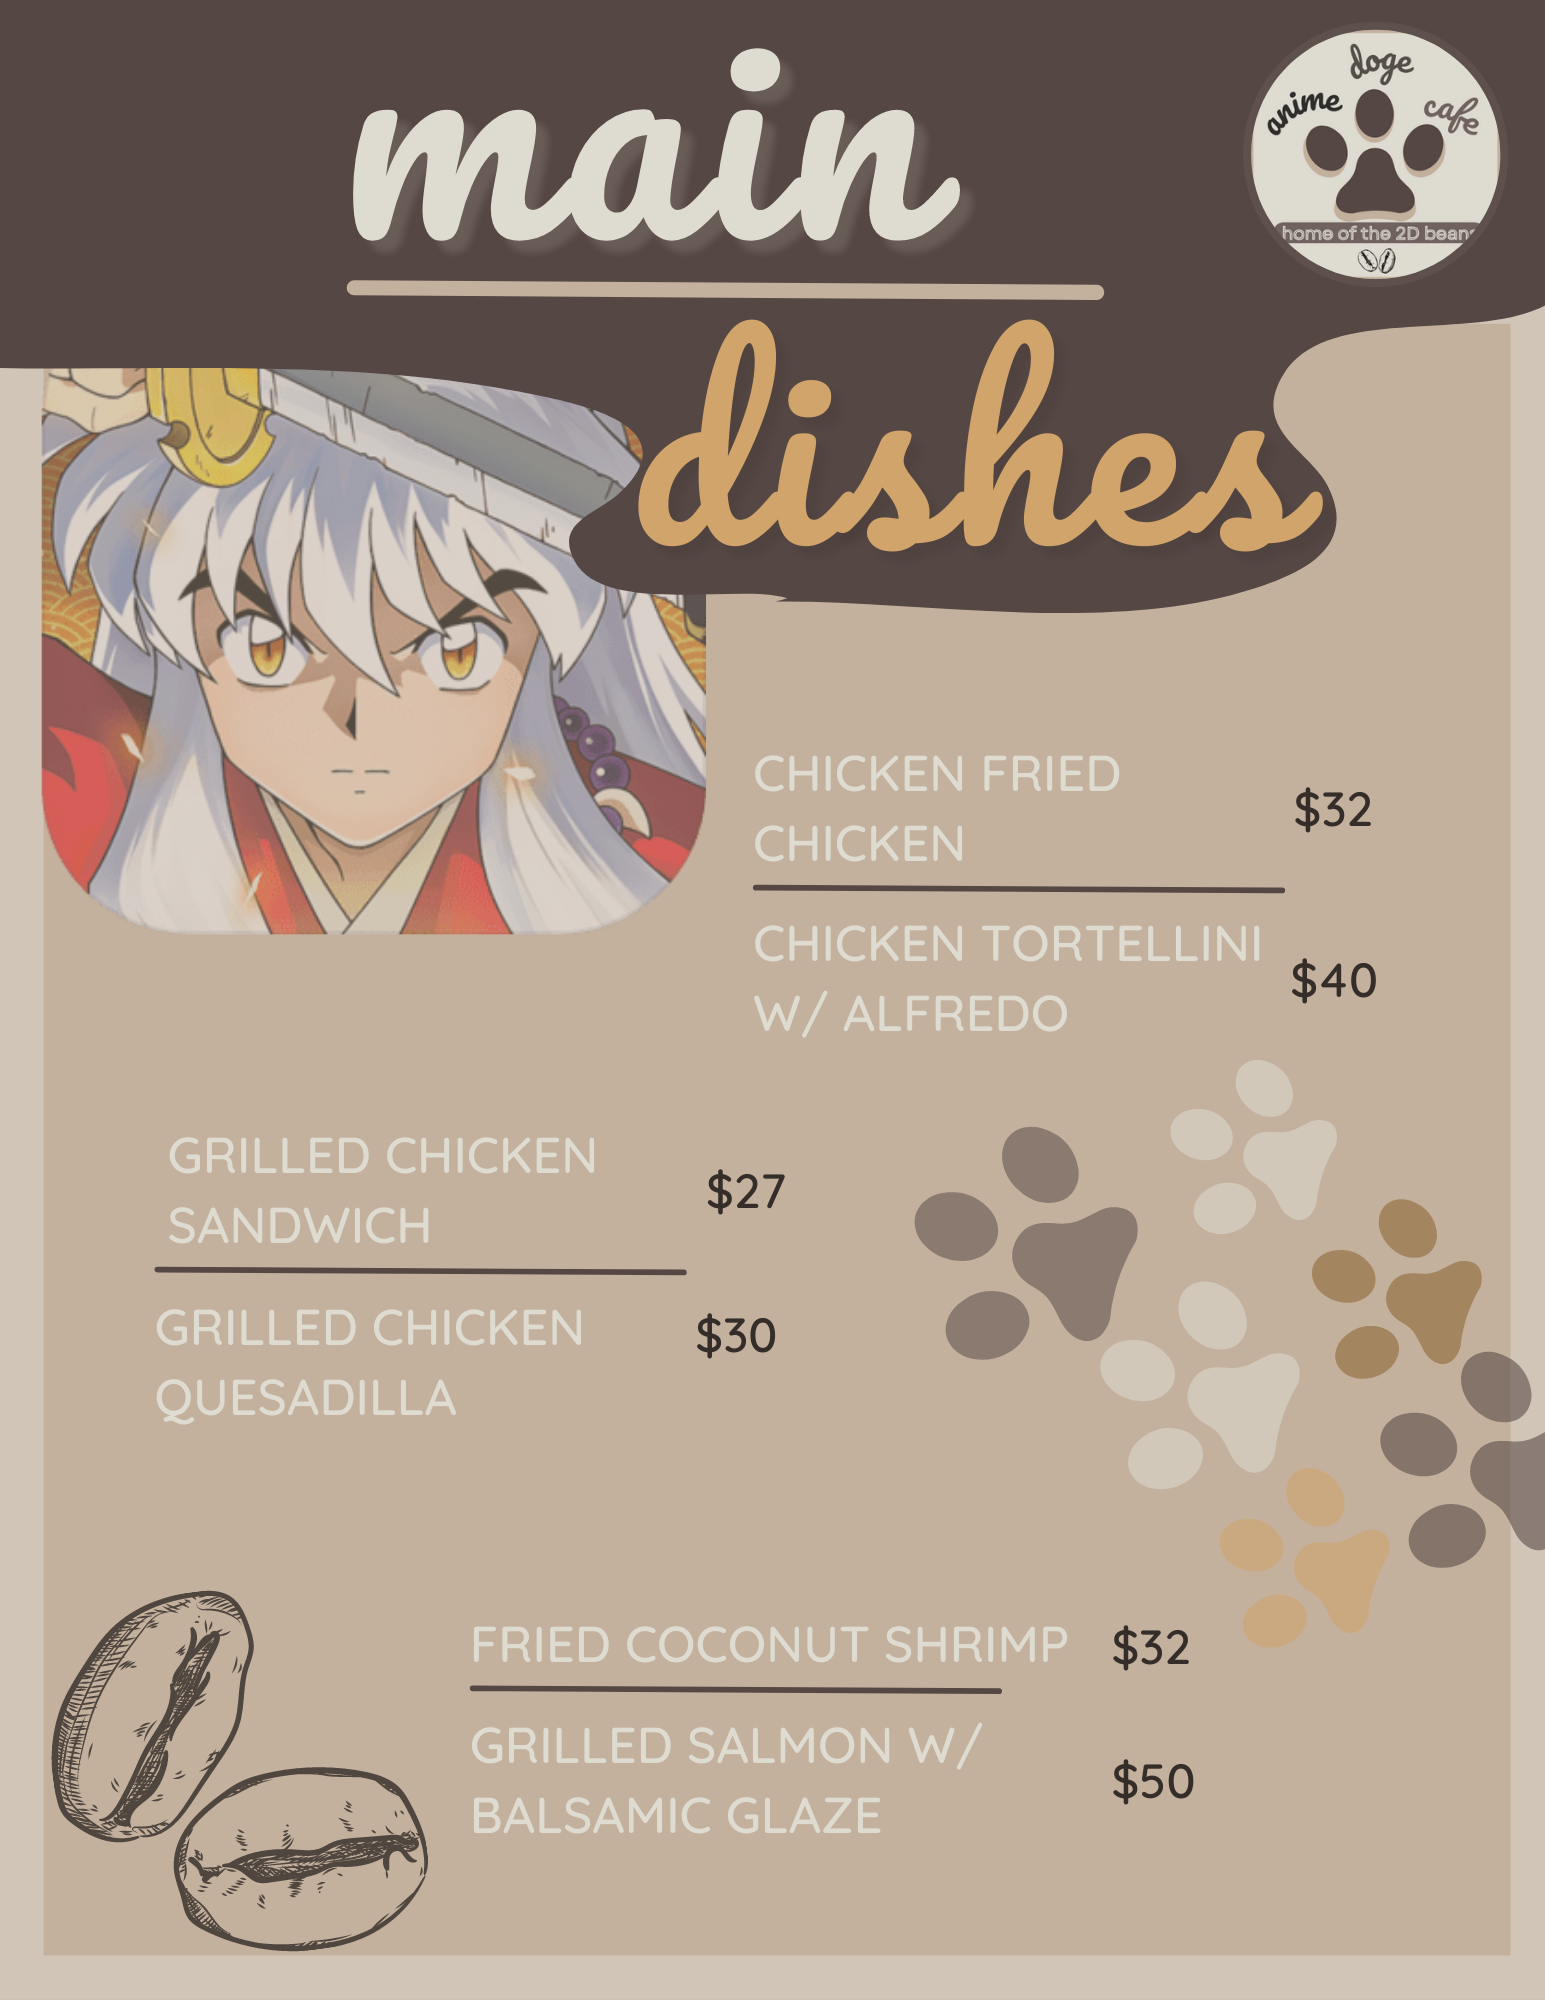 main
doge
anime
cafe
home of the 2D beans
dishes
CHICKEN FRIED
CHICKEN
$32
CHICKEN TORTELLINI
W/ ALFREDO
$40
GRILLED CHICKEN
SANDWICH
$27
GRILLED CHICKEN
QUESADILLA
$30
FRIED COCONUT SHRIMP $32
GRILLED SALMON W/
BALSAMIC GLAZE
$50